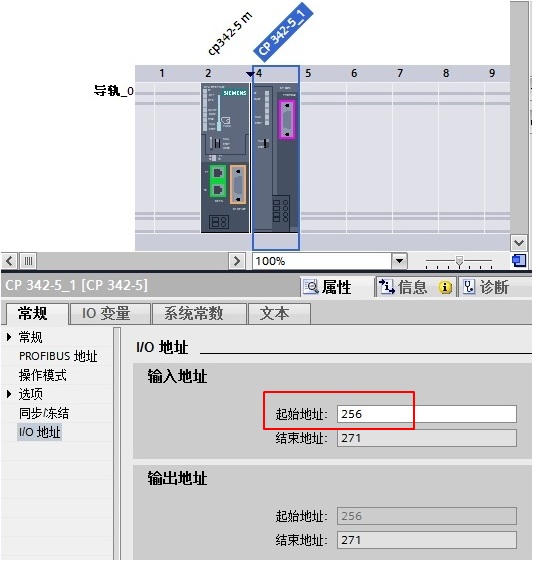 cp342-5 m
CP 342-5_1
1 2 4 5 6 7 8 9
导轨_0
SIEMENS
100%
CP 342-5_1 [CP 342-5]
属性 信息 诊断
常规 IO 变量 系统常数 文本
常规
PROFIBUS 地址
操作模式
选项
同步/冻结
I/O 地址
I/O 地址
输入地址
起始地址: 256
结束地址: 271
输出地址
起始地址: 256
结束地址: 271